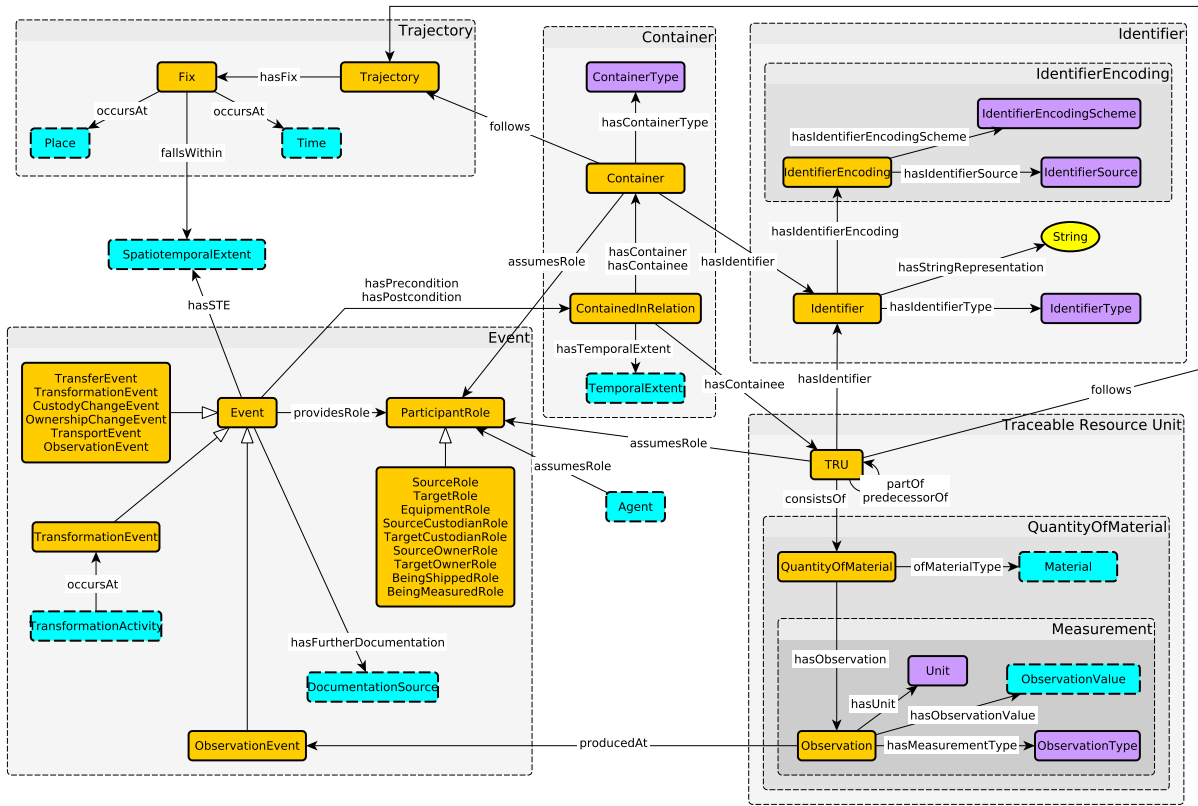 Trajectory
Fix
hasFix
Trajectory
occursAt
occursAt
Place
fallsWithin
Time
SpatiotemporalExtent
hasSTE
follows
Container
ContainerType
hasContainerType
Container
assumesRole
hasContainer
hasContainee
hasIdentifier
hasPrecondition
hasPostcondition
ContainedInRelation
hasTemporalExtent
TemporalExtent
hasContainee
Identifier
IdentifierEncoding
IdentifierEncodingScheme
hasIdentifierEncodingScheme
IdentifierEncoding
hasIdentifierSource
IdentifierSource
hasIdentifierEncoding
String
hasStringRepresentation
Identifier
hasIdentifierType
IdentifierType
hasIdentifier
follows
Event
TransferEvent
TransformationEvent
CustodyChangeEvent
OwnershipChangeEvent
TransportEvent
ObservationEvent
Event
providesRole
ParticipantRole
assumesRole
assumesRole
Agent
SourceRole
TargetRole
EquipmentRole
SourceCustodianRole
TargetCustodianRole
SourceOwnerRole
TargetOwnerRole
BeingShippedRole
BeingMeasuredRole
TransformationEvent
occursAt
TransformationActivity
hasFurtherDocumentation
DocumentationSource
ObservationEvent
producedAt
Traceable Resource Unit
TRU
partOf
predecessorOf
consistsOf
QuantityOfMaterial
QuantityOfMaterial
ofMaterialType
Material
Measurement
hasObservation
Unit
ObservationValue
hasUnit
hasObservationValue
Observation
hasMeasurementType
ObservationType